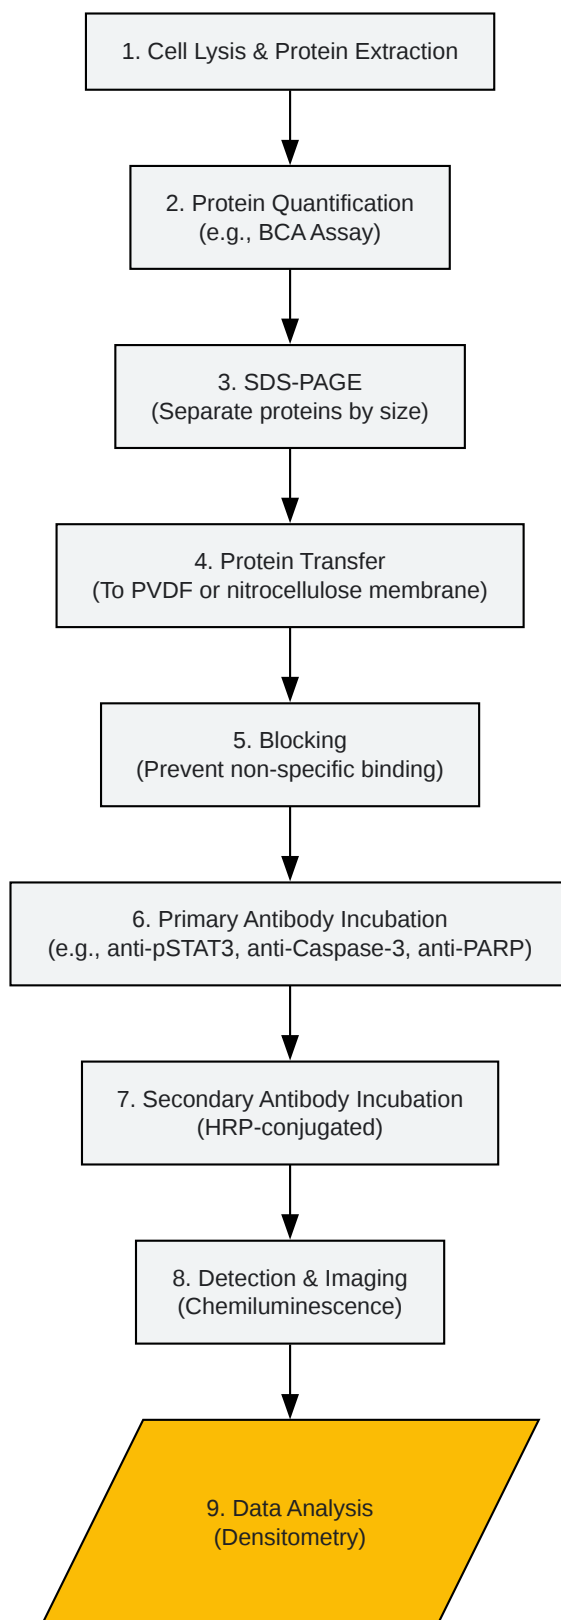 1. Cell Lysis & Protein Extraction
2. Protein Quantification
(e.g., BCA Assay)
3. SDS-PAGE
(Separate proteins by size)
4. Protein Transfer
(To PVDF or nitrocellulose membrane)
5. Blocking
(Prevent non-specific binding)
6. Primary Antibody Incubation
(e.g., anti-pSTAT3, anti-Caspase-3, anti-PARP)
7. Secondary Antibody Incubation
(HRP-conjugated)
8. Detection & Imaging
(Chemiluminescence)
9. Data Analysis
(Densitometry)